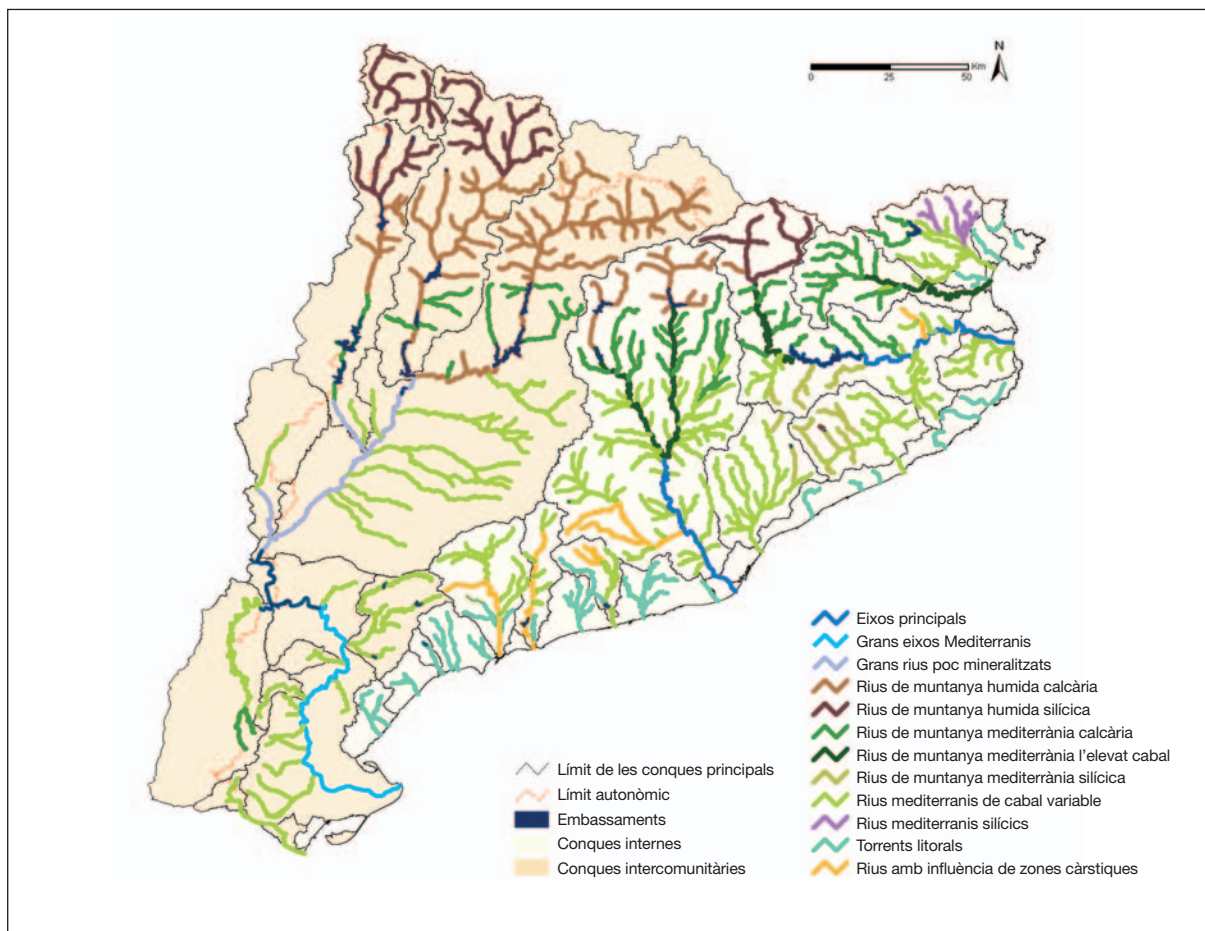 N
Km
0 25 50
Límit de les conques principals
Límit autonòmic
Embassaments
Conques internes
Conques intercomunitàries
Eixos principals
Grans eixos Mediterranis
Grans rius poc mineralitzats
Rius de muntanya humida calcària
Rius de muntanya humida silícica
Rius de muntanya mediterrània calcària
Rius de muntanya mediterrània l'elevat cabal
Rius de muntanya mediterrània silícica
Rius mediterranis de cabal variable
Rius mediterranis silícics
Torrents litorals
Rius amb influència de zones càrstiques